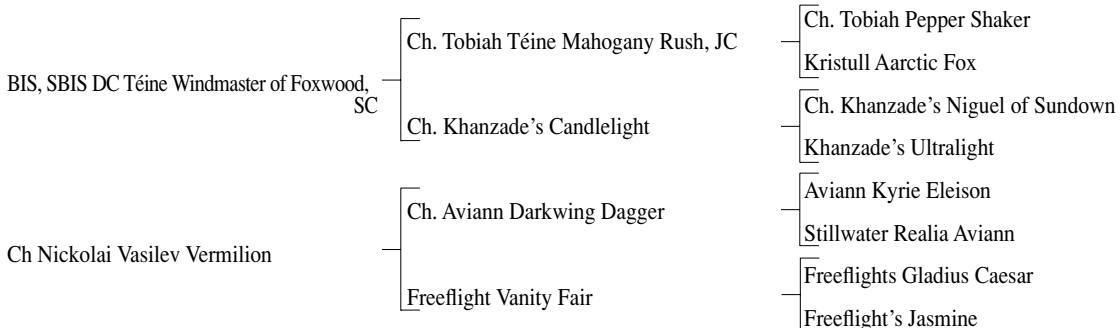 Ch. Tobiah Pepper Shaker
Ch. Tobiah Téine Mahogany Rush, JC
Kristull Aarctic Fox
BIS, SBIS DC Téine Windmaster of Foxwood,
SC
Ch. Khanzade’s Niguel of Sundown
Ch. Khanzade’s Candlelight
Khanzade’s Ultralight
Aviann Kyrie Eleison
Ch. Aviann Darkwing Dagger
Stillwater Realia Aviann
Ch Nickolai Vasilev Vermilion
Freeflights Gladius Caesar
Freeflight Vanity Fair
Freeflight's Jasmine